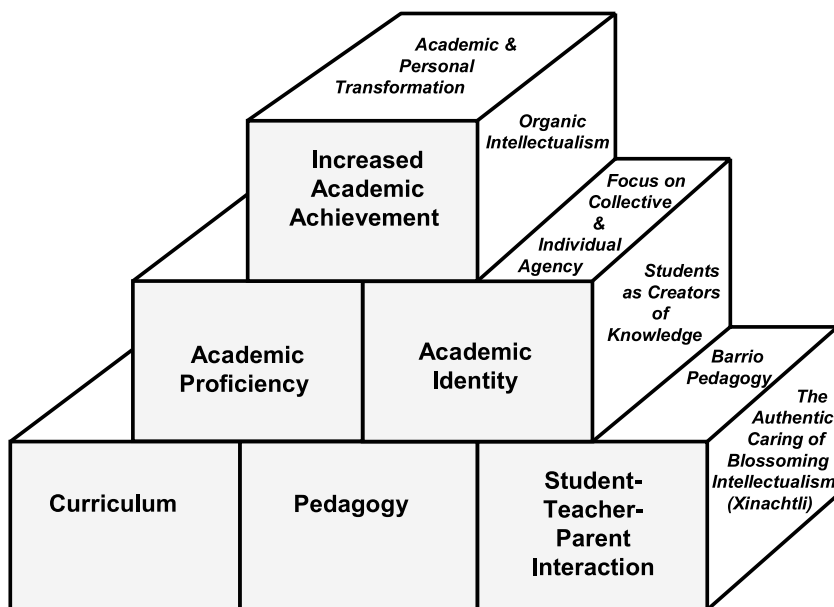 Academic &
Personal
Transformation
Organic
Intellectualism
Increased
Academic
Achievement
Focus on
Collective
&
Individual
Agency
Students
as Creators
of
Knowledge
Academic
Proficiency
Academic
Identity
Barrio
Pedagogy
The
Authentic
Caring of
Blossoming
Intellectualism
(Xinachtli)
Curriculum
Pedagogy
Student-
Teacher-
Parent
Interaction